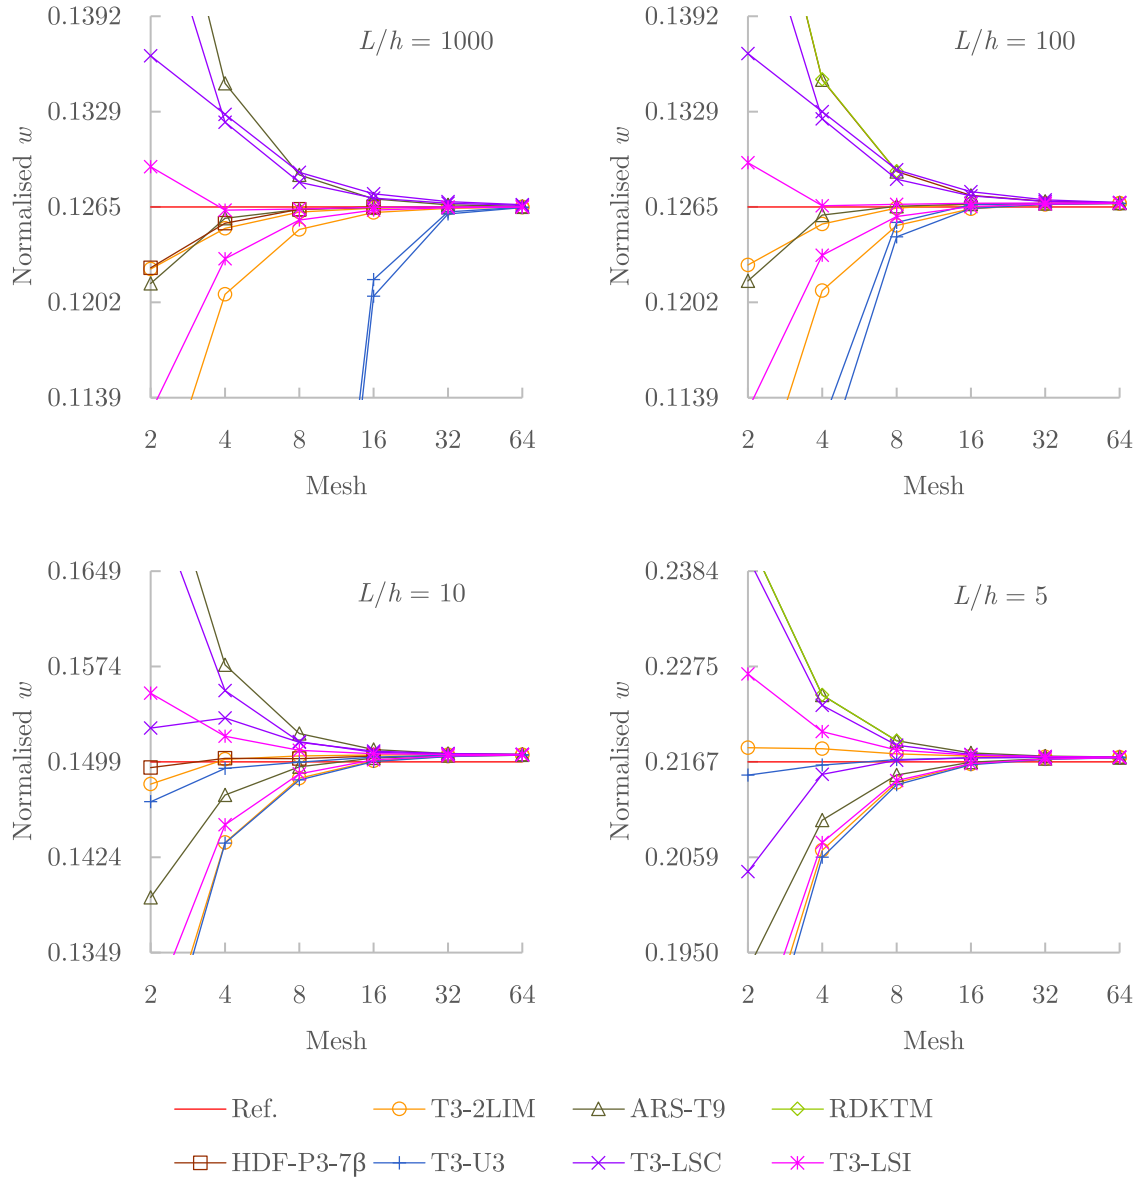 L/h = 1000
0.1392
0.1329
0.1265
0.1202
0.1139
Normalised w
2 4 8 16 32 64
Mesh
L/h = 100
0.1392
0.1329
0.1265
0.1202
0.1139
Normalised w
2 4 8 16 32 64
Mesh
L/h = 10
0.1649
0.1574
0.1499
0.1424
0.1349
Normalised w
2 4 8 16 32 64
Mesh
L/h = 5
0.2384
0.2275
0.2167
0.2059
0.1950
Normalised w
2 4 8 16 32 64
Mesh
Ref. T3-2LIM ARS-T9 RDKTM
HDF-P3-7β T3-U3 T3-LSC T3-LSI